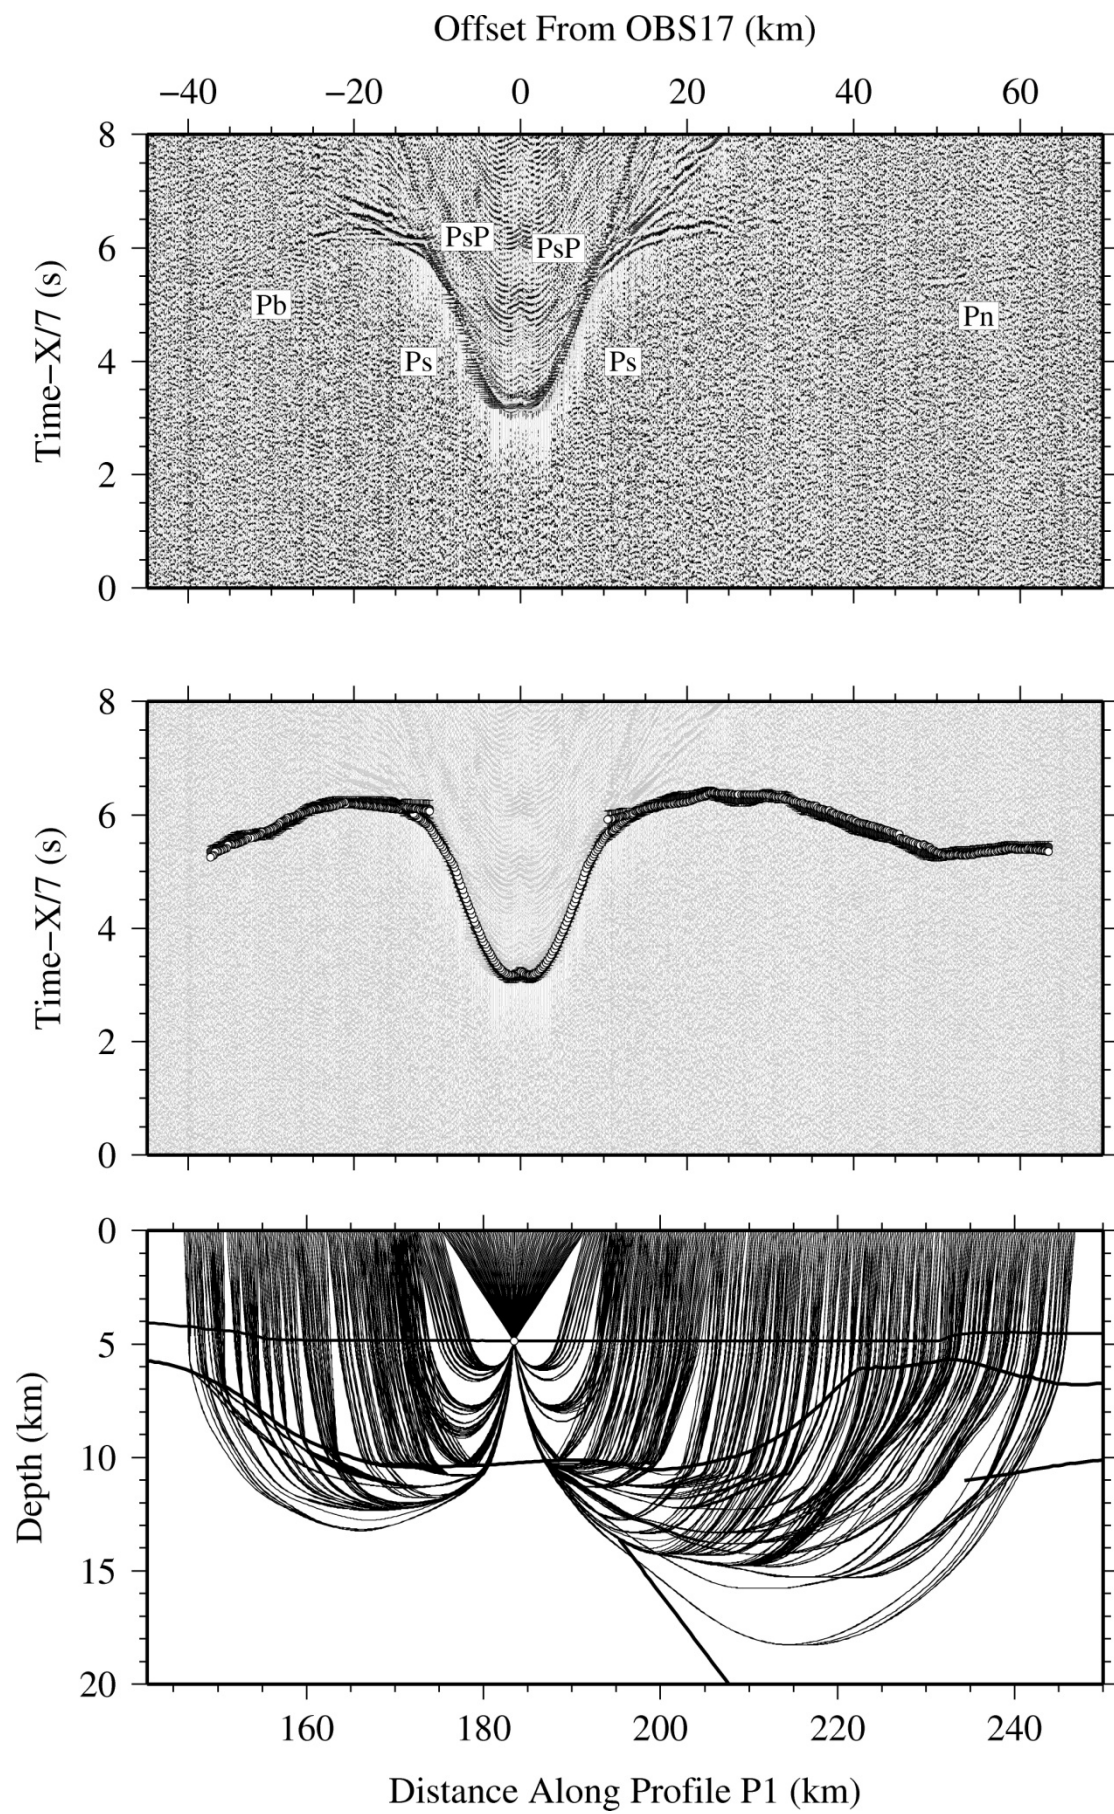 Offset From OBS17 (km)
−40 −20 0 20 40 60
8
6
4
2
0
Time−X/7 (s)
PsP PsP
Pb Pn
Ps Ps
8
6
4
2
0
Time−X/7 (s)
0
5
10
15
20
Depth (km)
160 180 200 220 240
Distance Along Profile P1 (km)